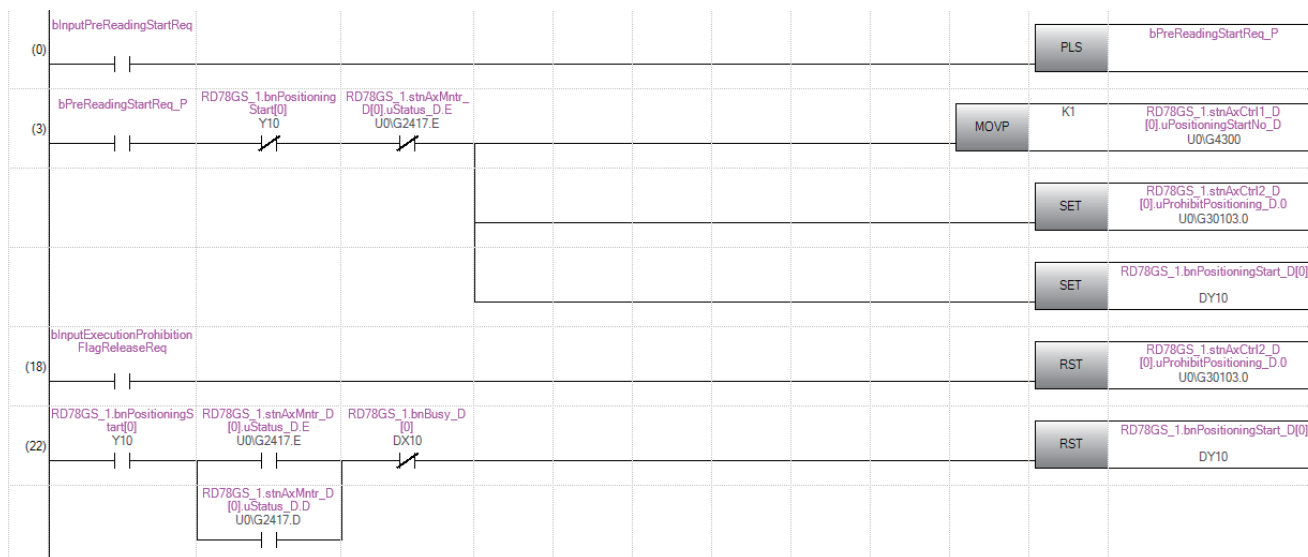 bInputPreReadingStartReq
(0)
PLS
bPreReadingStartReq_P
bPreReadingStartReq_P
RD78GS_1.bnPositioning
Start[0]
Y10
RD78GS_1.stnAxMntr_
D[0].uStatus_D.E
U0\G2417.E
(3)
MOVP
K1
RD78GS_1.stnAxCtrl1_D
[0].uPositioningStartNo_D
U0\G4300
SET
RD78GS_1.stnAxCtrl2_D
[0].uProhibitPositioning_D.0
U0\G30103.0
SET
RD78GS_1.bnPositioningStart_D[0]
DY10
bInputExecutionProhibition
FlagReleaseReq
(18)
RST
RD78GS_1.stnAxCtrl2_D
[0].uProhibitPositioning_D.0
U0\G30103.0
RD78GS_1.bnPositioningS
tart[0]
Y10
RD78GS_1.stnAxMntr_D
[0].uStatus_D.E
U0\G2417.E
RD78GS_1.bnBusy_D
[0]
DX10
(22)
RST
RD78GS_1.bnPositioningStart_D[0]
DY10
RD78GS_1.stnAxMntr_D
[0].uStatus_D.D
U0\G2417.D